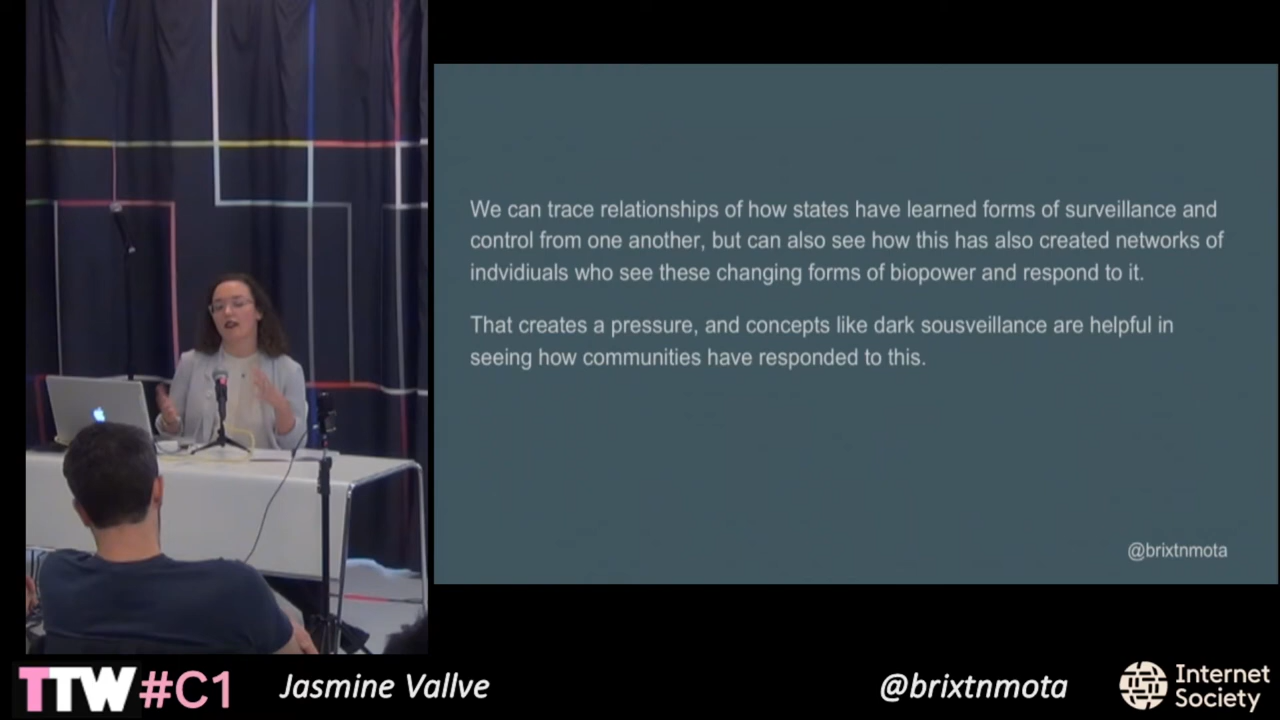 We can trace relationships of how states have learned forms of surveillance and
control from one another, but can also see how this has also created networks of
indvidiuals who see these changing forms of biopower and respond to it.
That creates a pressure, and concepts like dark sousveillance are helpful in
seeing how communities have responded to this.
@brixtnmota
TTW#C1
Jasmine Vallve
@brixtnmota
Internet
Society